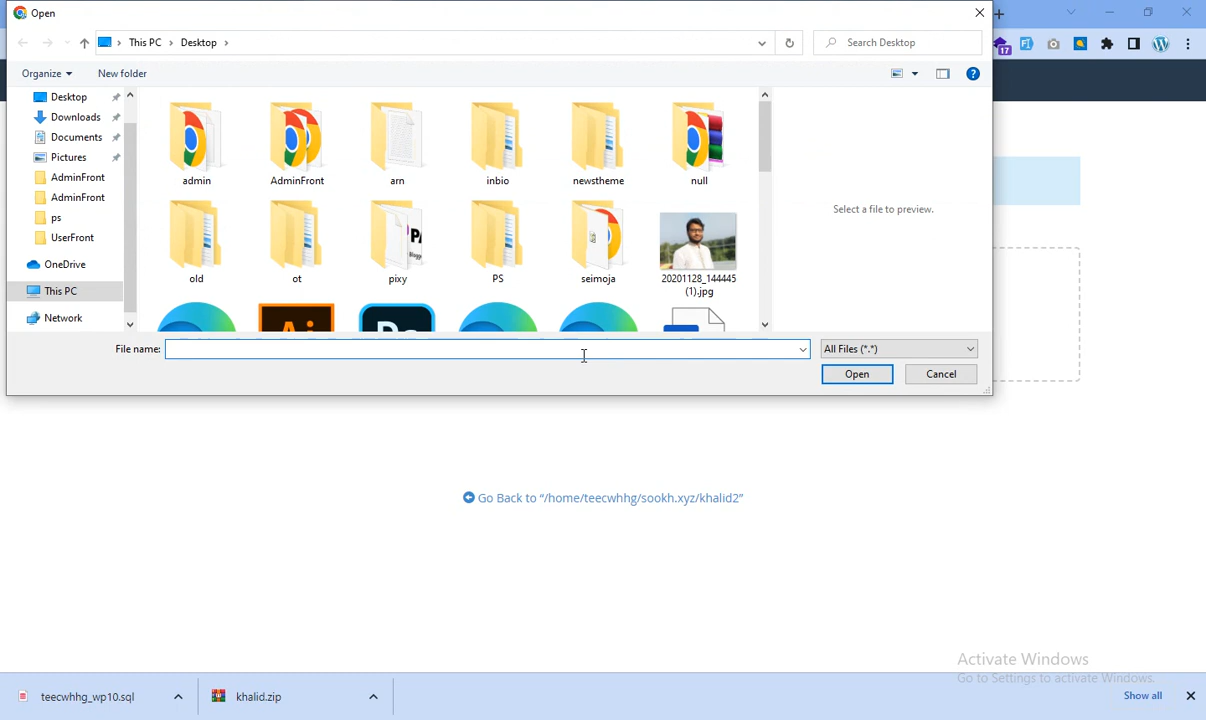 Open
17
This PC
Desktop
Search Desktop
Organize
New folder
Desktop
Downloads
Documents
Pictures
AdminFront
AdminFront
ps
UserFront
OneDrive
This PC
Network
admin
AdminFront
arn
inbio
newstheme
null
old
ot
pixy
PS
seimoja
20201128_144445
(1).jpg
Select a file to preview.
File name:
All Files (*.*)
Open
Cancel
Go Back to “/home/teecwhhg/sookh.xyz/khalid2”
Activate Windows
Go to Settings to activate Windows.
teecwhhg_wp10.sql
khalid.zip
Show all